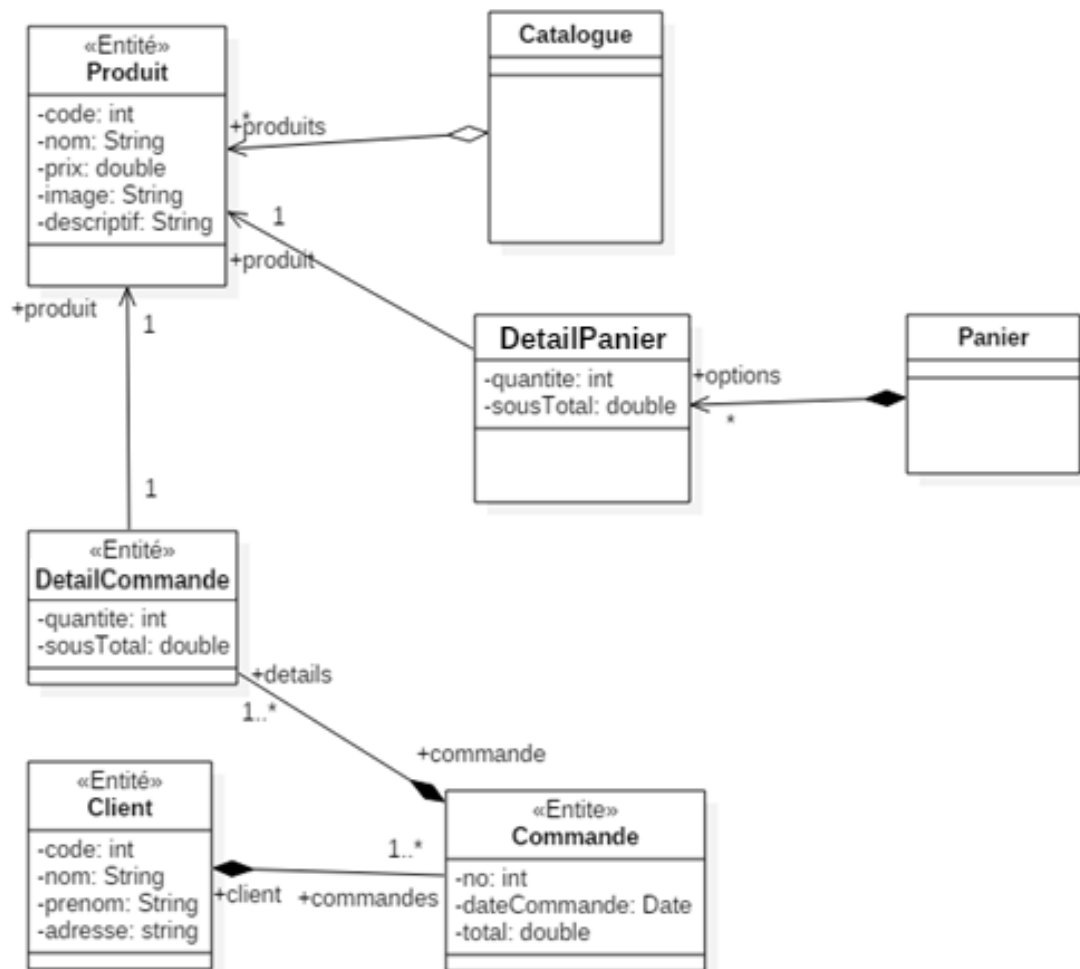 «Entité»
Produit
-code: int
-nom: String
-prix: double
-image: String
-descriptif: String
Catalogue
*
+produits
1
+produit
+produit
1
DetailPanier
-quantite: int
-sousTotal: double
+options
*
Panier
1
«Entité»
DetailCommande
-quantite: int
-sousTotal: double
+details
1..*
+commande
«Entité»
Client
-code: int
-nom: String
-prenom: String
-adresse: string
+client
1..*
+commandes
«Entite»
Commande
-no: int
-dateCommande: Date
-total: double